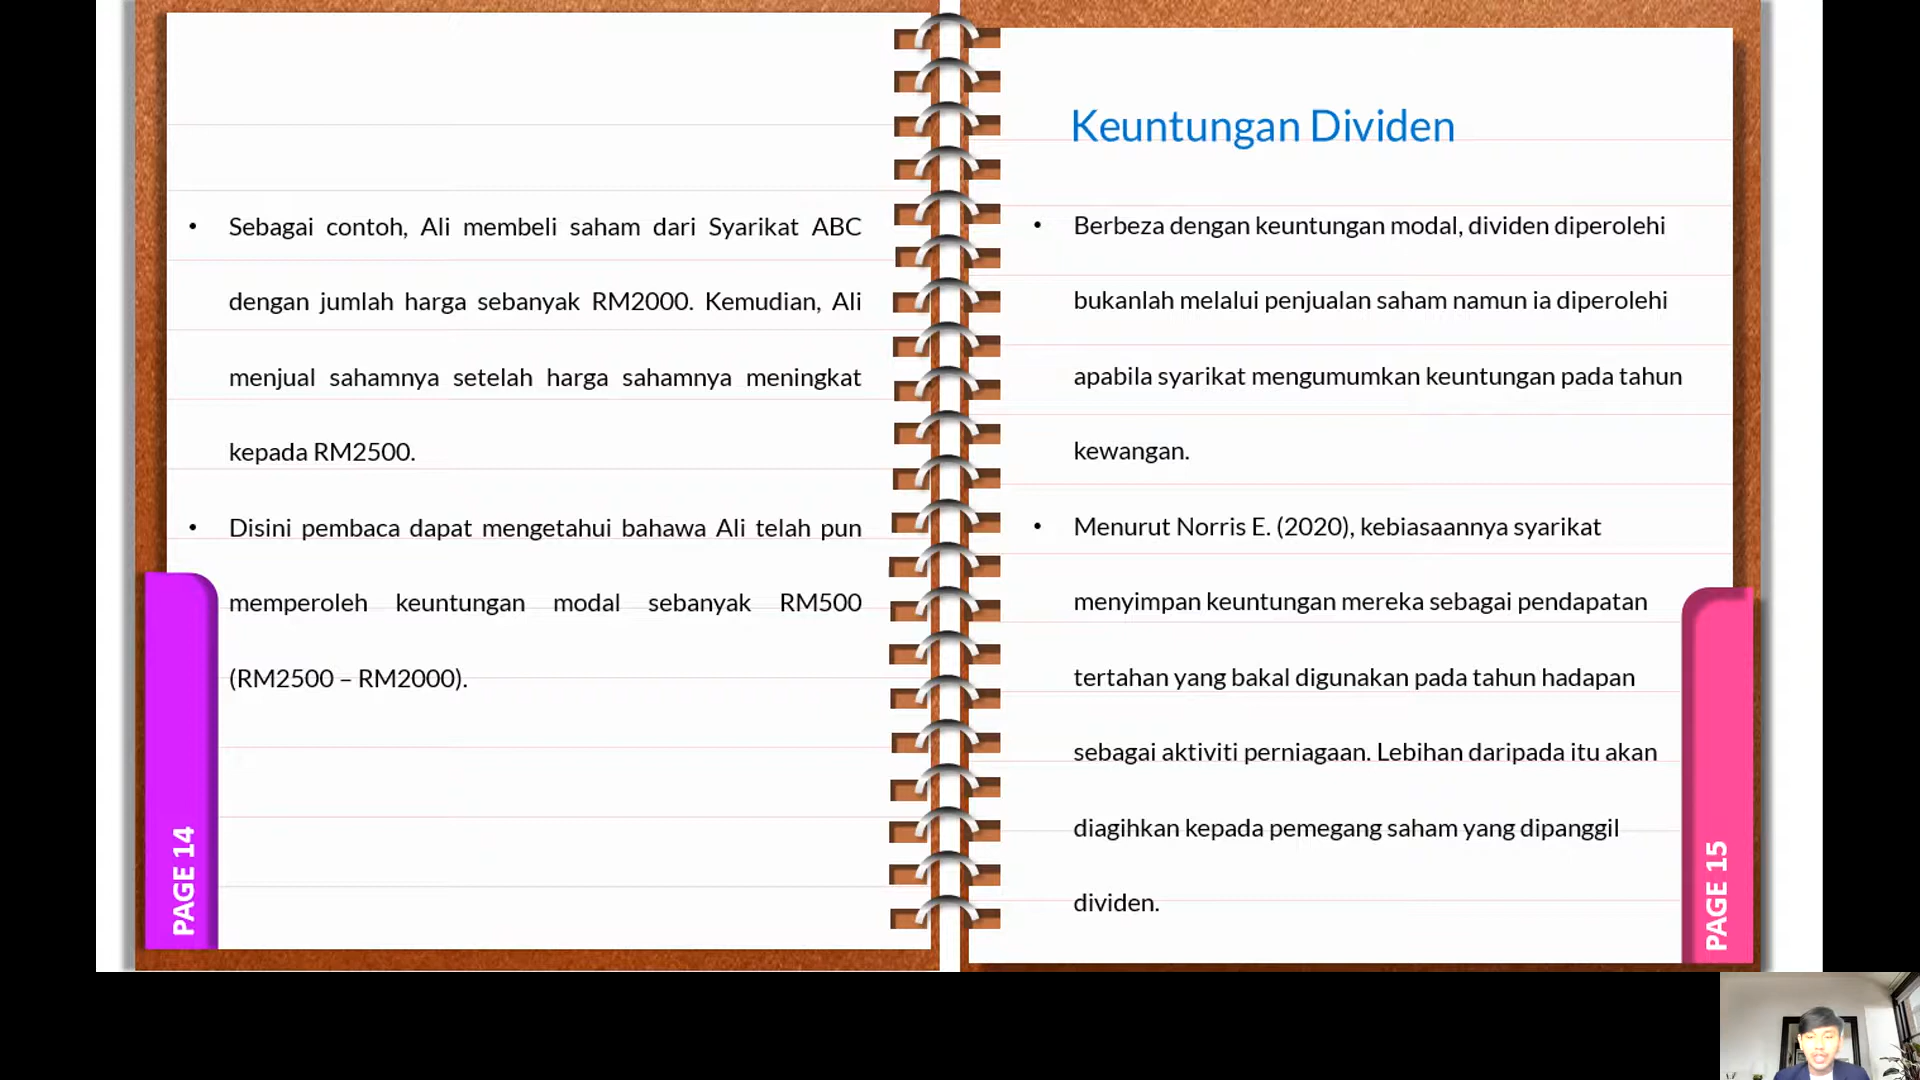 • Sebagai contoh, Ali membeli saham dari Syarikat ABC
dengan jumlah harga sebanyak RM2000. Kemudian, Ali
menjual sahamnya setelah harga sahamnya meningkat
kepada RM2500.
• Disini pembaca dapat mengetahui bahawa Ali telah pun
memperoleh keuntungan modal sebanyak RM500
(RM2500 – RM2000).
PAGE 14
Keuntungan Dividen
• Berbeza dengan keuntungan modal, dividen diperolehi
bukanlah melalui penjualan saham namun ia diperolehi
apabila syarikat mengumumkan keuntungan pada tahun
kewangan.
• Menurut Norris E. (2020), kebiasaannya syarikat
menyimpan keuntungan mereka sebagai pendapatan
tertahan yang bakal digunakan pada tahun hadapan
sebagai aktiviti perniagaan. Lebihan daripada itu akan
diagihkan kepada pemegang saham yang dipanggil
dividen.
PAGE 15